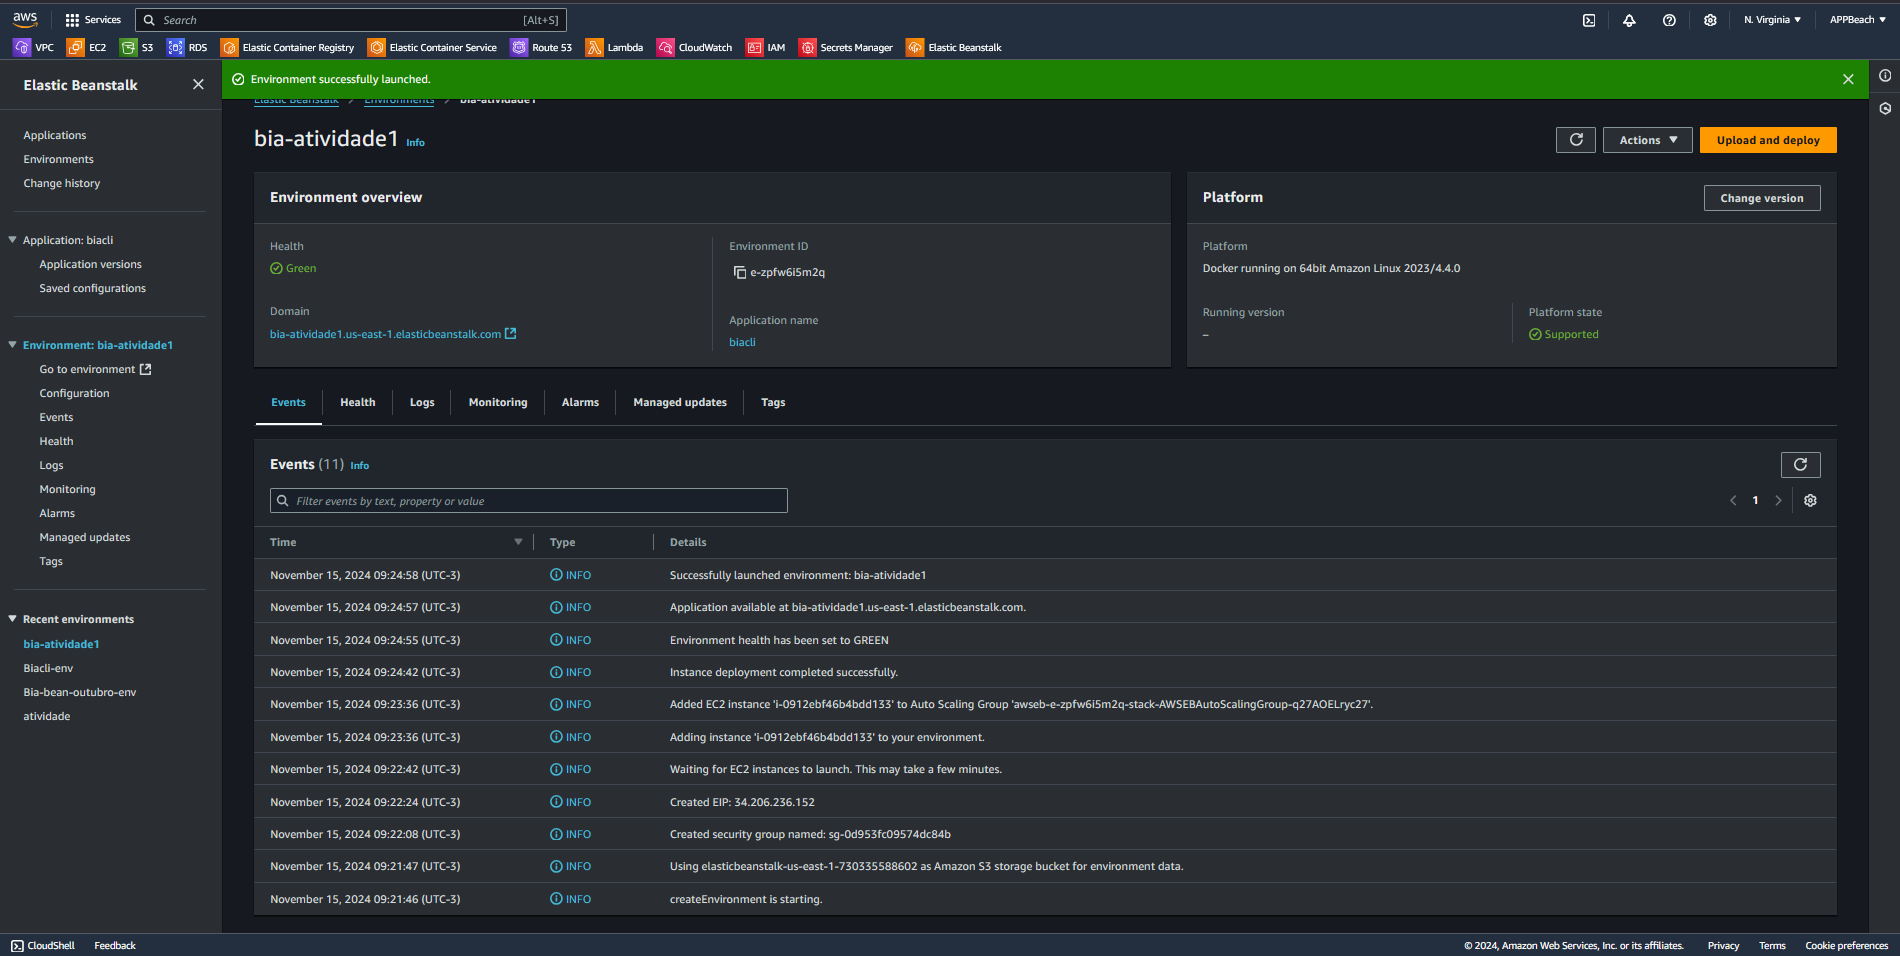 aws Services Search [Alt+S] N. Virginia APPBeach
VPC EC2 S3 RDS Elastic Container Registry Elastic Container Service Route 53 Lambda CloudWatch IAM Secrets Manager Elastic Beanstalk
Elastic Beanstalk
Applications
Environments
Change history
Application: biacli
Application versions
Saved configurations
Environment: bia-atividade1
Go to environment
Configuration
Events
Health
Logs
Monitoring
Alarms
Managed updates
Tags
Recent environments
bia-atividade1
Biacli-env
Bia-bean-outubro-env
atividade
Environment successfully launched.
Elastic Beanstalk > Environments > bia-atividade1
bia-atividade1 Info
Actions Upload and deploy
Environment overview
Health
Green
Domain
bia-atividade1.us-east-1.elasticbeanstalk.com
Environment ID
e-zpfw6i5m2q
Application name
biacli
Platform Change version
Platform
Docker running on 64bit Amazon Linux 2023/4.4.0
Running version
–
Platform state
Supported
Events Health Logs Monitoring Alarms Managed updates Tags
Events (11) Info
Filter events by text, property or value
< 1 >
Time Type Details
November 15, 2024 09:24:58 (UTC-3) INFO Successfully launched environment: bia-atividade1
November 15, 2024 09:24:57 (UTC-3) INFO Application available at bia-atividade1.us-east-1.elasticbeanstalk.com.
November 15, 2024 09:24:55 (UTC-3) INFO Environment health has been set to GREEN
November 15, 2024 09:24:42 (UTC-3) INFO Instance deployment completed successfully.
November 15, 2024 09:23:36 (UTC-3) INFO Added EC2 instance 'i-0912ebf46b4bdd133' to Auto Scaling Group 'awseb-e-zpfw6i5m2q-stack-AWSEBAutoScalingGroup-q27AOELryc27'.
November 15, 2024 09:23:36 (UTC-3) INFO Adding instance 'i-0912ebf46b4bdd133' to your environment.
November 15, 2024 09:22:42 (UTC-3) INFO Waiting for EC2 instances to launch. This may take a few minutes.
November 15, 2024 09:22:24 (UTC-3) INFO Created EIP: 34.206.236.152
November 15, 2024 09:22:08 (UTC-3) INFO Created security group named: sg-0d953fc09574dc84b
November 15, 2024 09:21:47 (UTC-3) INFO Using elasticbeanstalk-us-east-1-730335588602 as Amazon S3 storage bucket for environment data.
November 15, 2024 09:21:46 (UTC-3) INFO createEnvironment is starting.
CloudShell Feedback © 2024, Amazon Web Services, Inc. or its affiliates. Privacy Terms Cookie preferences